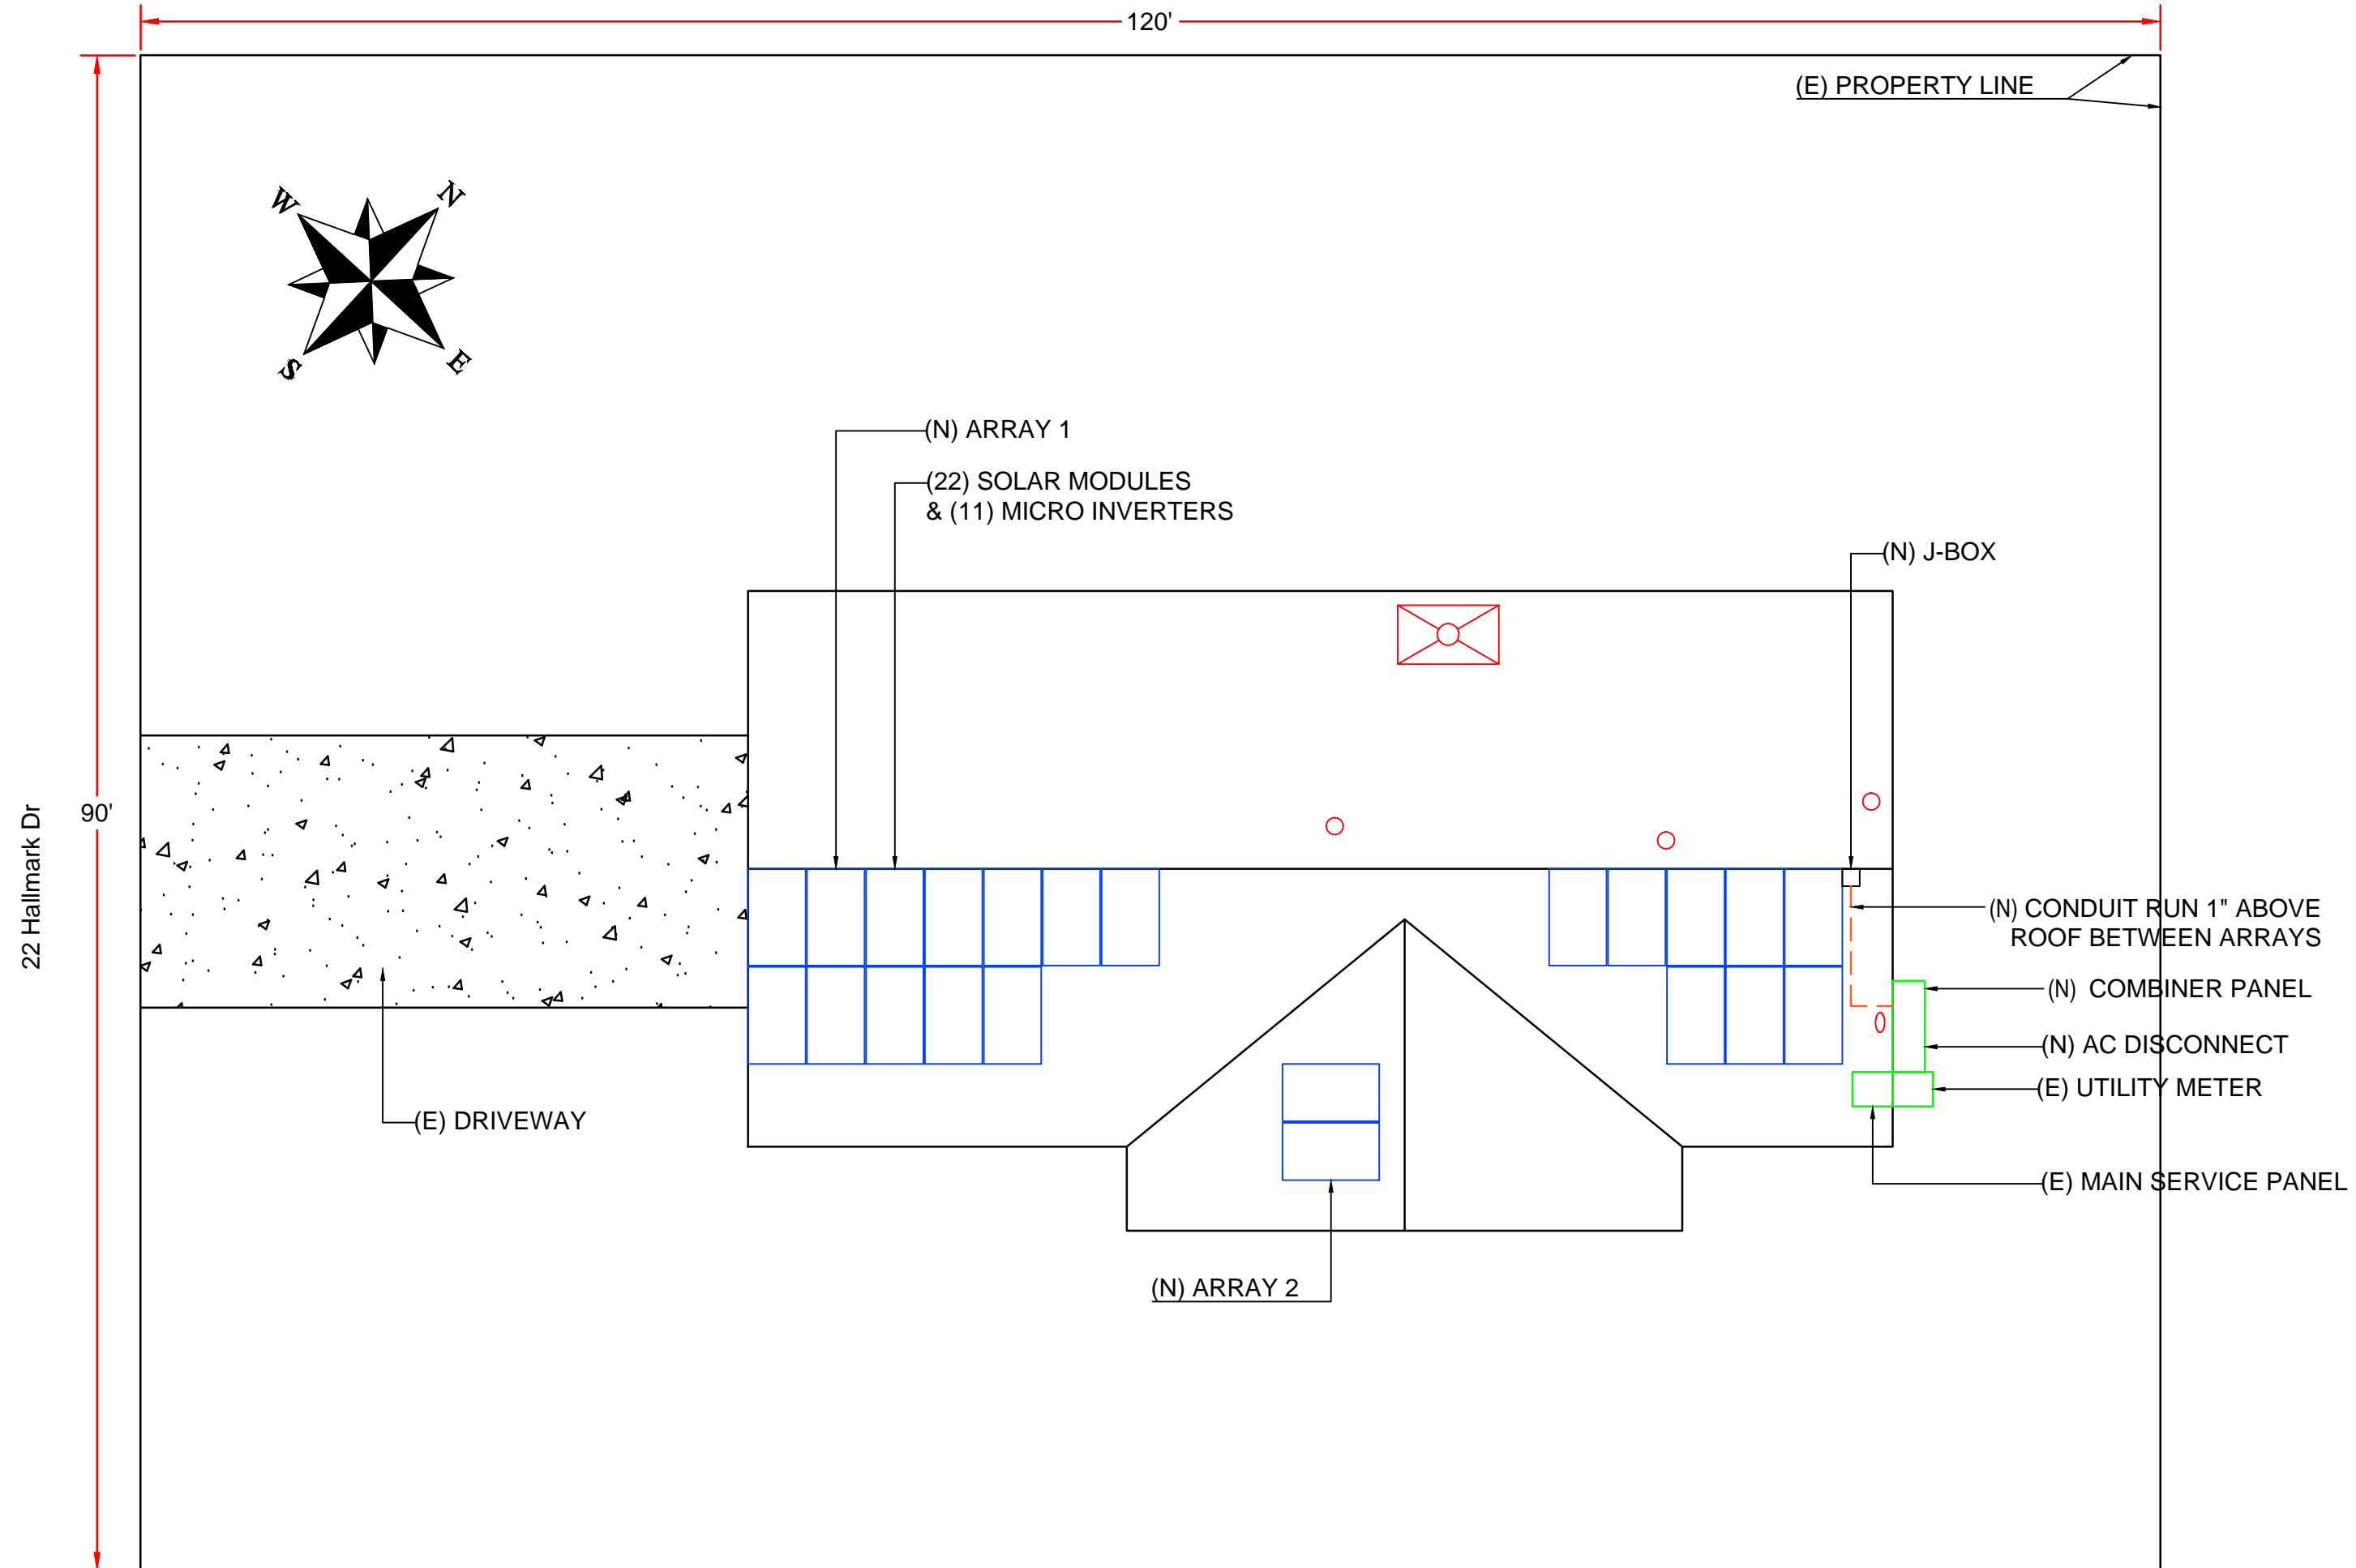 120'
(E) PROPERTY LINE
W
N
S
E
(N) ARRAY 1
(22) SOLAR MODULES
& (11) MICRO INVERTERS
(N) J-BOX
22 Hallmark Dr
90'
(N) CONDUIT RUN 1" ABOVE
ROOF BETWEEN ARRAYS
(N) COMBINER PANEL
(N) AC DISCONNECT
(E) UTILITY METER
(E) DRIVEWAY
(E) MAIN SERVICE PANEL
(N) ARRAY 2